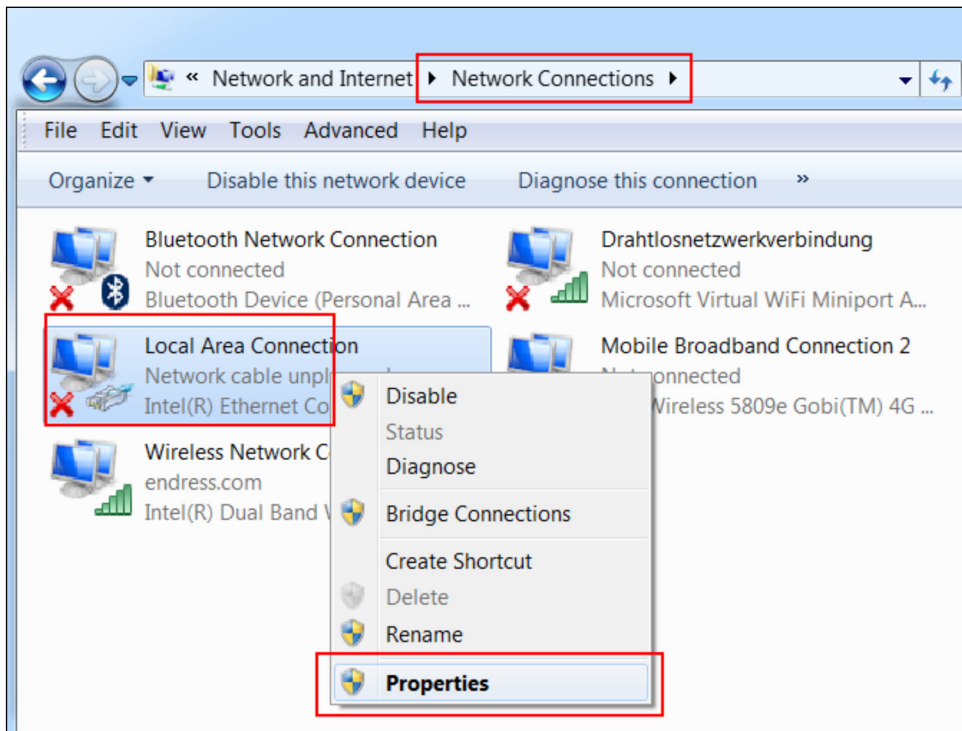 « Network and Internet ▸ Network Connections ▸
File Edit View Tools Advanced Help
Organize Disable this network device Diagnose this connection »
Bluetooth Network Connection
Not connected
Bluetooth Device (Personal Area ...
Drahtlosnetzwerkverbindung
Not connected
Microsoft Virtual WiFi Miniport A...
Local Area Connection
Network cable
Intel(R) Ethernet
Mobile Broadband Connection 2
Wireless 5809e Gobi(TM) 4G ...
Wireless Network
endress.com
Intel(R) Dual Band
Disable
Status
Diagnose
Bridge Connections
Create Shortcut
Delete
Rename
Properties